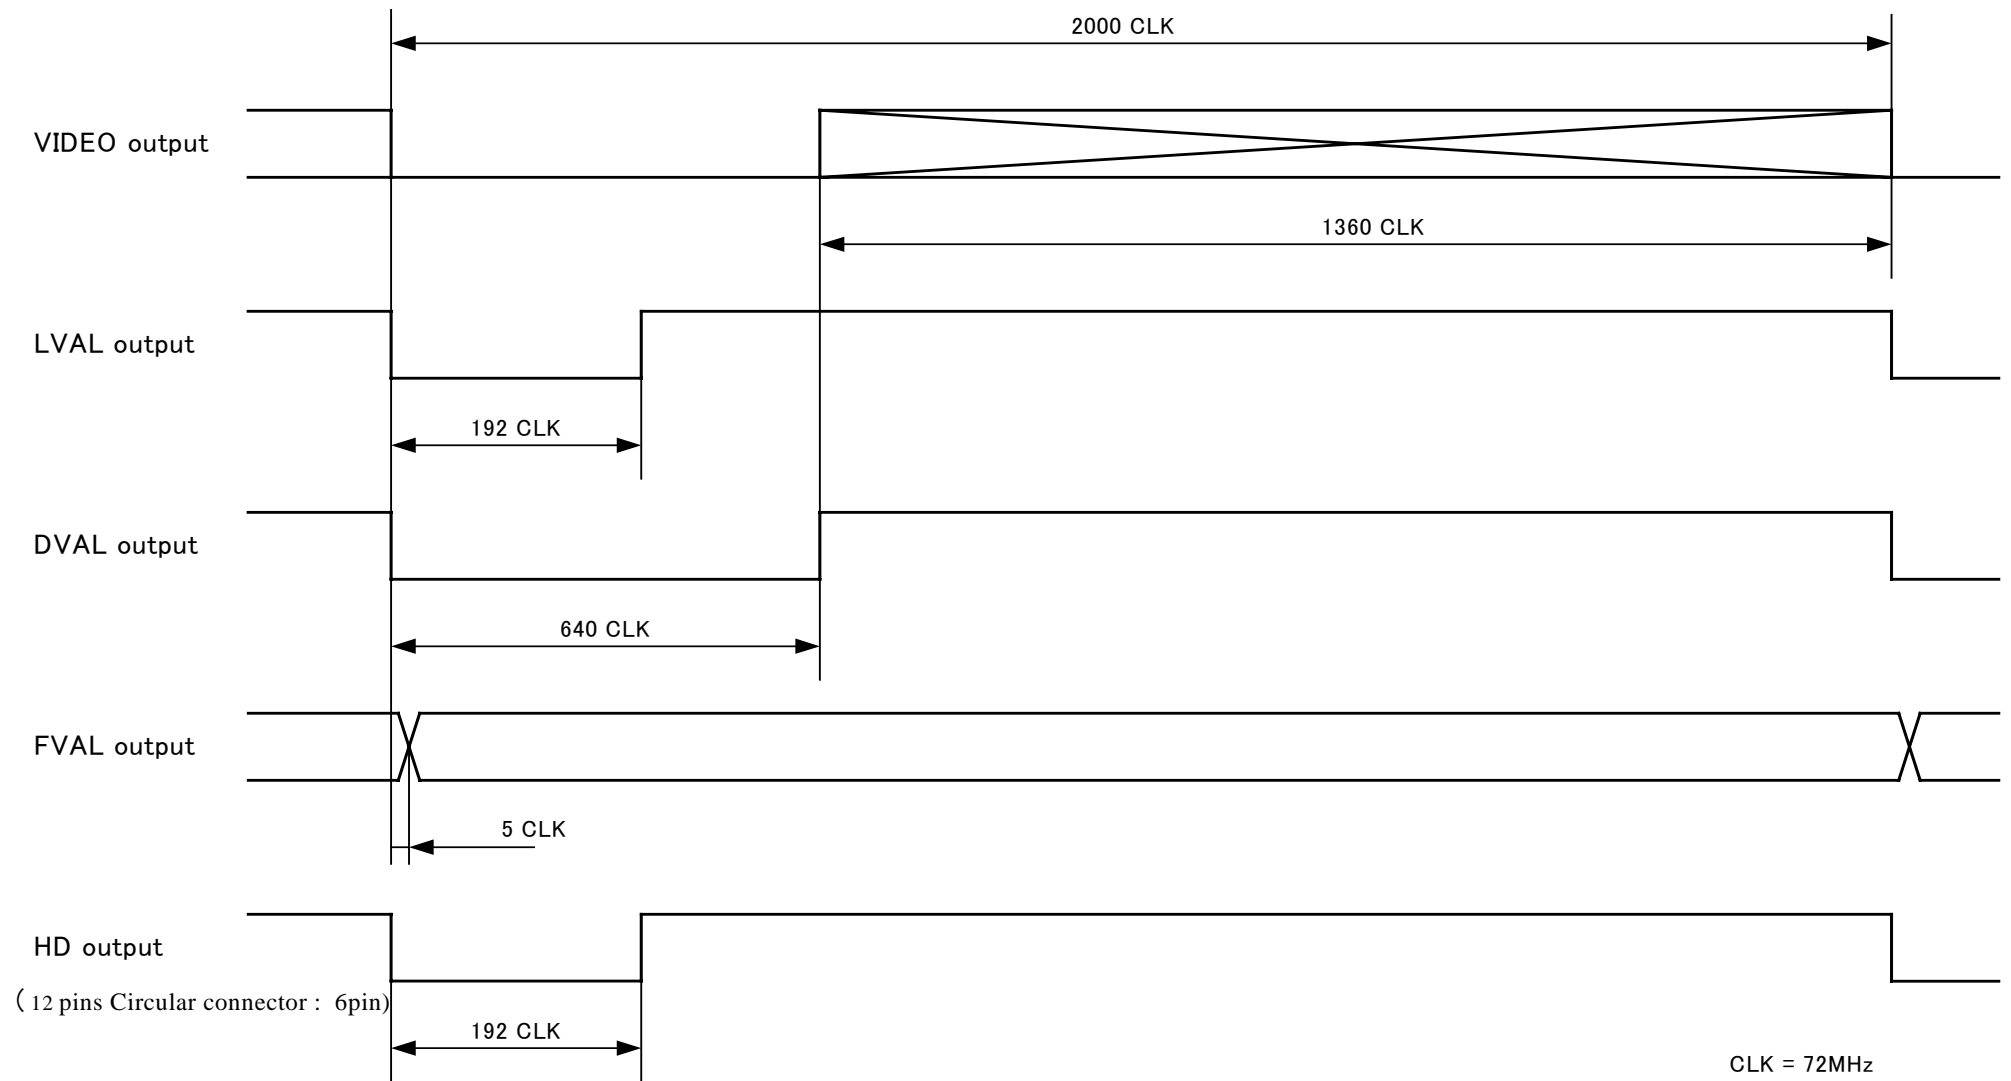 2000 CLK
VIDEO output
1360 CLK
LVAL output
192 CLK
DVAL output
640 CLK
FVAL output
5 CLK
HD output
( 12 pins Circular connector : 6pin)
192 CLK
CLK = 72MHz